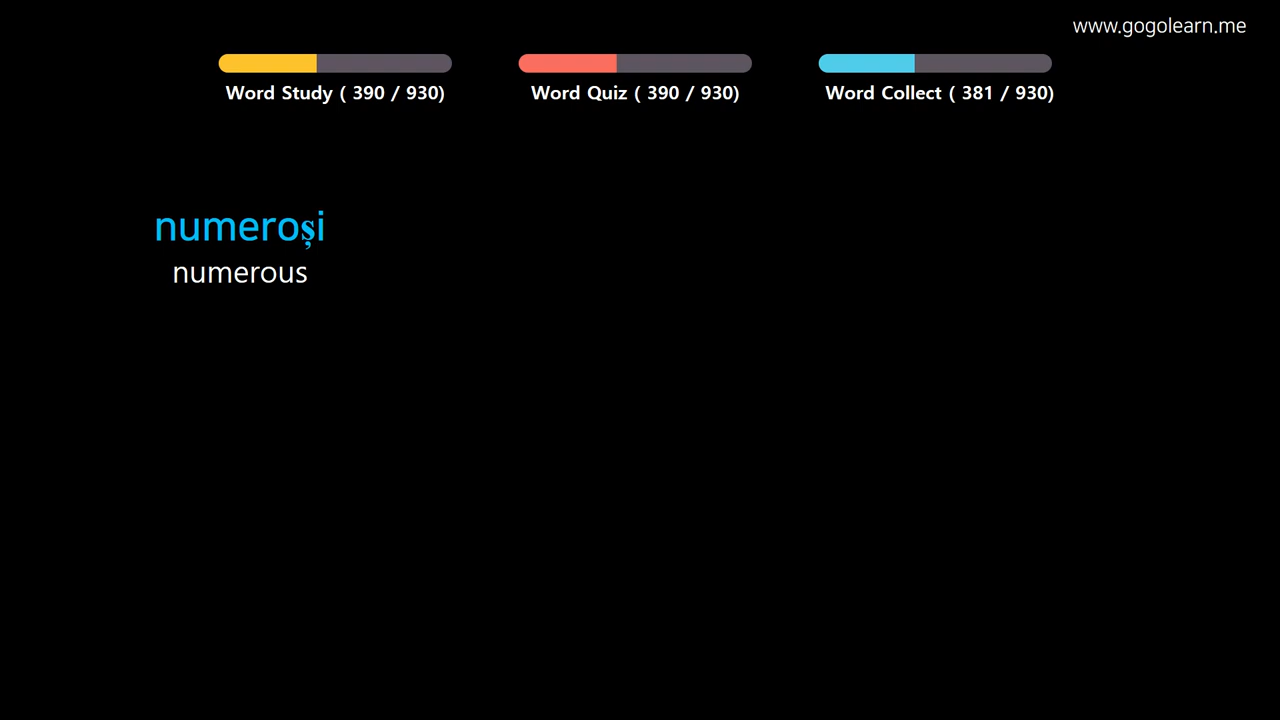 www.gogolearn.me
Word Study ( 390 / 930)
Word Quiz ( 390 / 930)
Word Collect ( 381 / 930)
numeroși
numerous